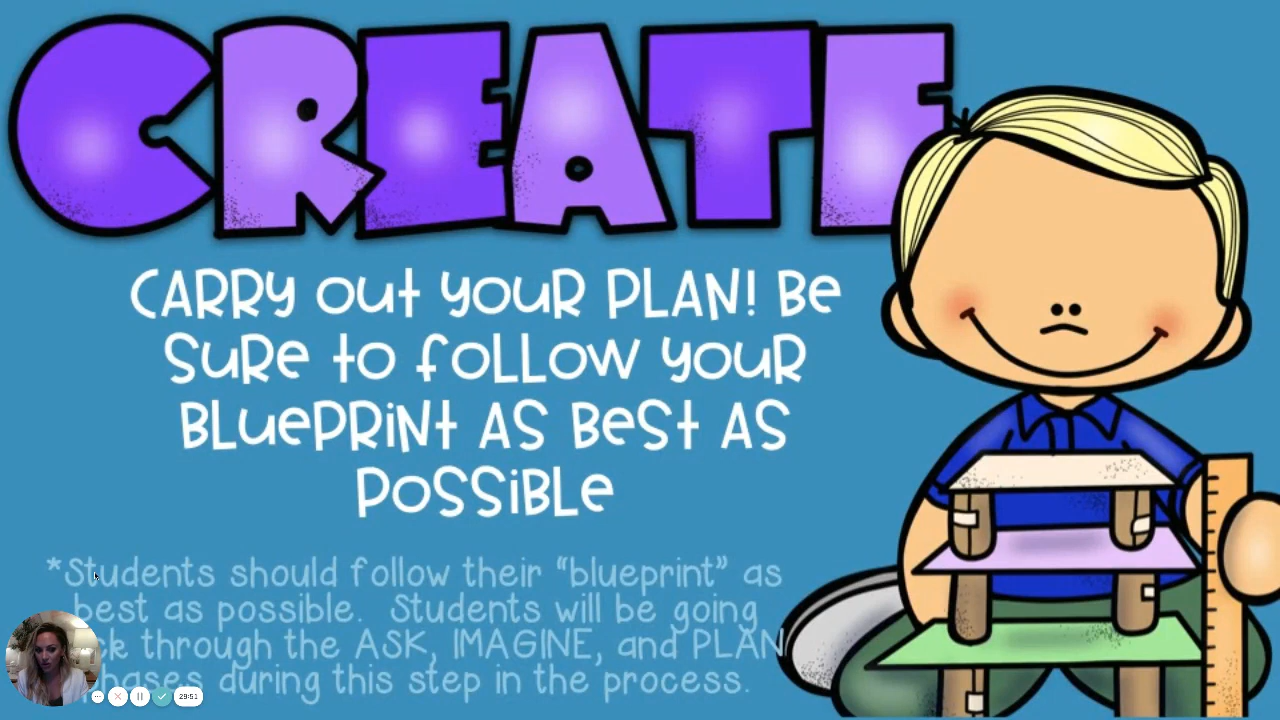 CREATE
CARRY out your PLAN! Be
sure to follow your
Blueprint as best as
possible
*Students should follow their “blueprint” as
best as possible. Students will be going
through the ASK, IMAGINE, and PLAN
during this step in the process.
29:51